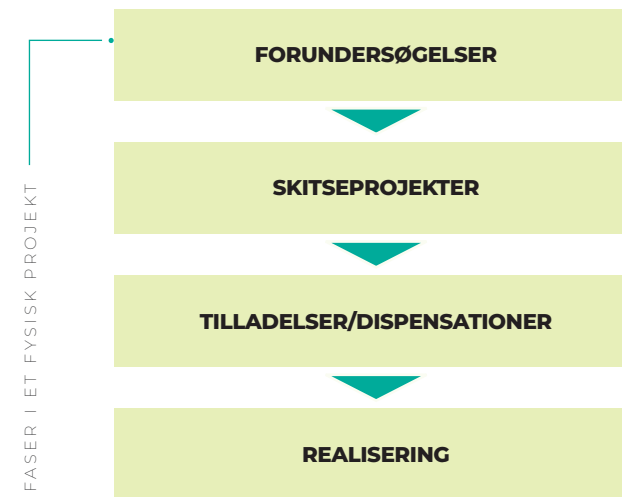 FORUNDERSØGELSER
SKITSEPROJEKTER
TILLADELSER/DISPENSATIONER
REALISERING
FASER I ET FYSISK PROJEKT